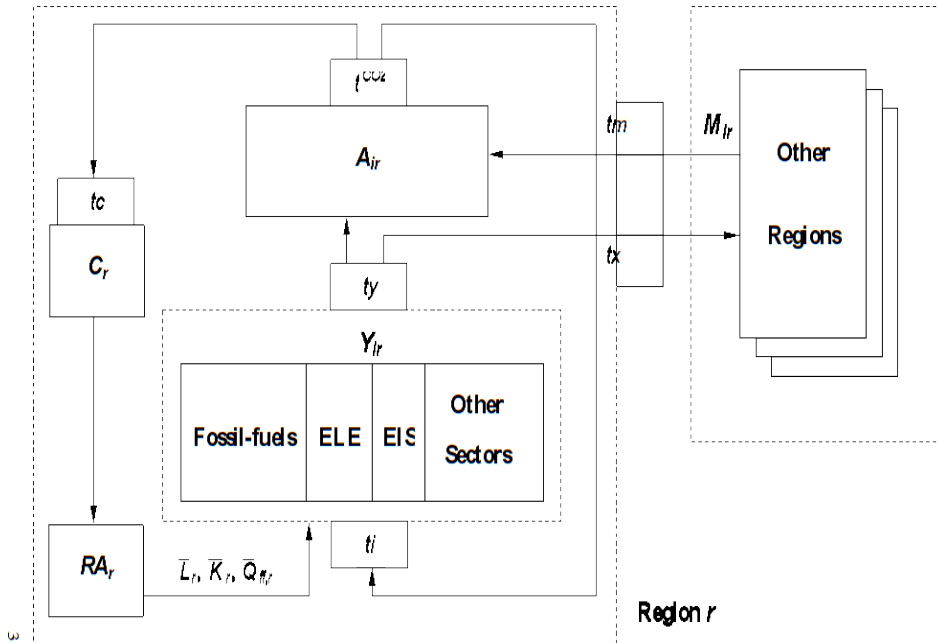 t^CO2
A_ir
tm
M_ir
Other
Regions
tc
C_r
tx
ty
Y_ir
Fossil-fuels
ELE
EIS
Other
Sectors
ti
RA_r
L̅_r, K̅_r, Q̅_ff,r
Region r
3